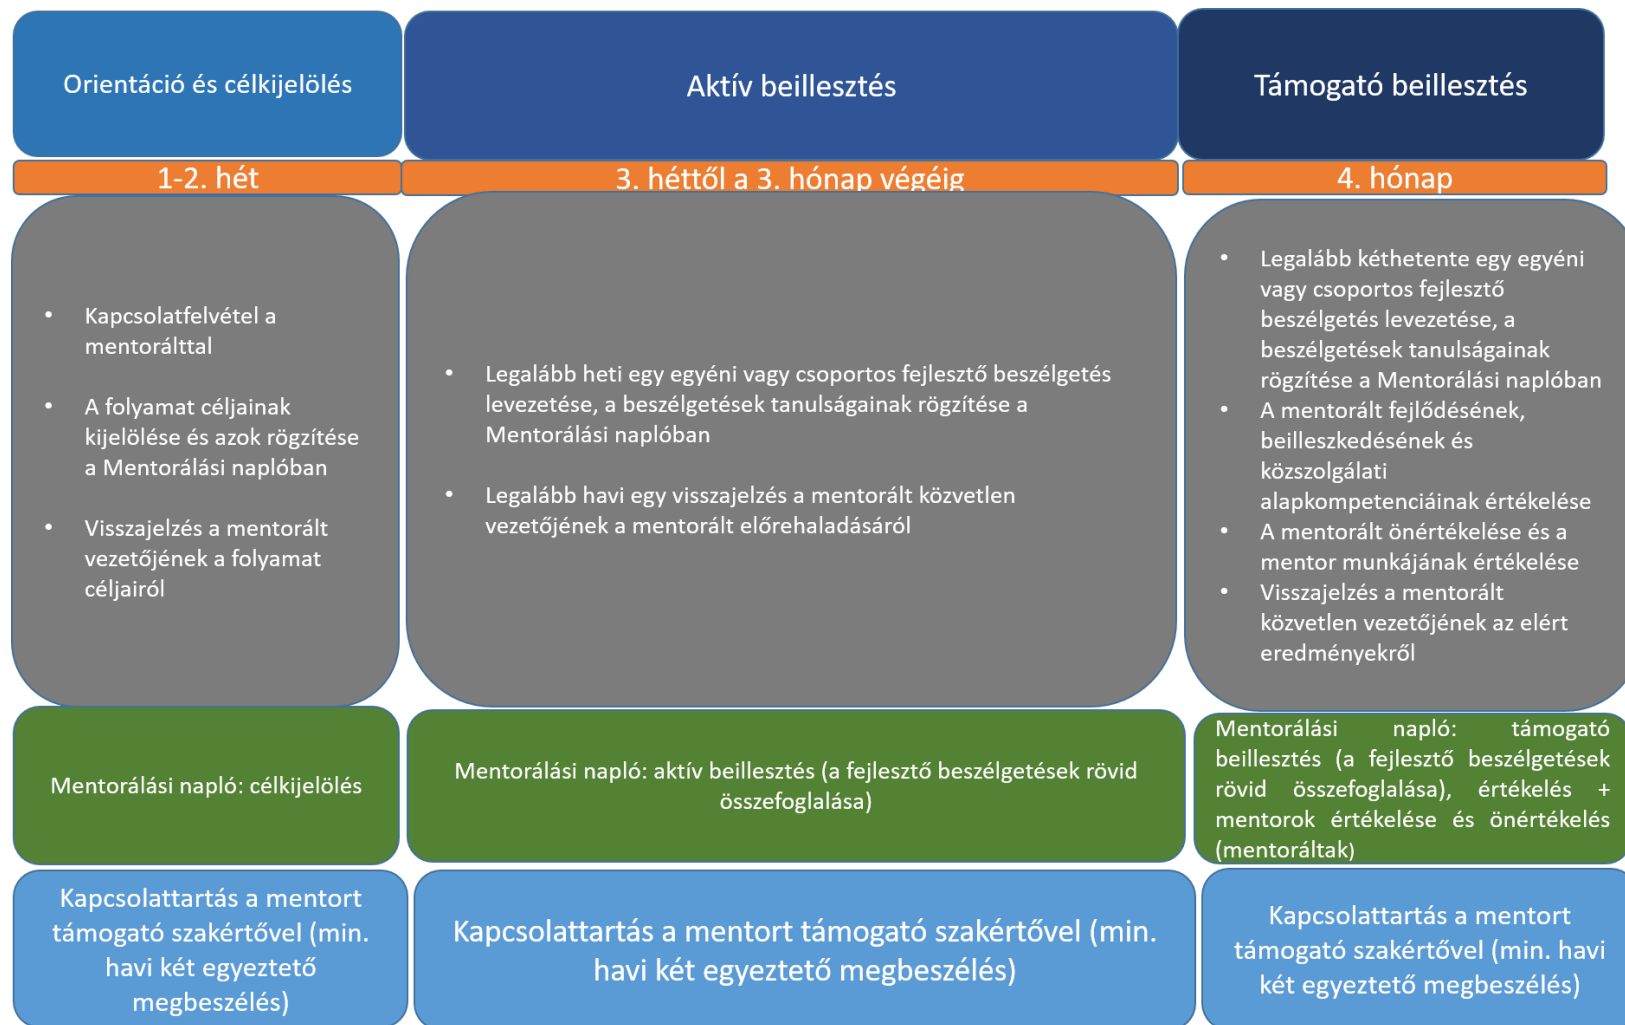 Orientáció és célkijelölés
Aktív beillesztés
Támogató beillesztés
1-2. hét
3. héttől a 3. hónap végéig
4. hónap
• Kapcsolatfelvétel a
mentorálttal
• A folyamat céljainak
kijelölése és azok rögzítése
a Mentorálási naplóban
• Visszajelzés a mentorált
vezetőjének a folyamat
céljairól
• Legalább heti egy egyéni vagy csoportos fejlesztő beszélgetés
levezetése, a beszélgetések tanulságainak rögzítése a
Mentorálási naplóban
• Legalább havi egy visszajelzés a mentorált közvetlen
vezetőjének a mentorált előrehaladásáról
• Legalább kéthetente egy egyéni
vagy csoportos fejlesztő
beszélgetés levezetése, a
beszélgetések tanulságainak
rögzítése a Mentorálási naplóban
• A mentorált fejlődésének,
beilleszkedésének és
közszolgálati
alapkompetenciáinak értékelése
• A mentorált önértékelése és a
mentor munkájának értékelése
• Visszajelzés a mentorált
közvetlen vezetőjének az elért
eredményekről
Mentorálási napló: célkijelölés
Mentorálási napló: aktív beillesztés (a fejlesztő beszélgetések rövid
összefoglalása)
Mentorálási napló: támogató
beillesztés (a fejlesztő beszélgetések
rövid összefoglalása), értékelés +
mentorok értékelése és önértékelés
(mentoráltak)
Kapcsolattartás a mentort
támogató szakértővel (min.
havi két egyeztető
megbeszélés)
Kapcsolattartás a mentort támogató szakértővel (min.
havi két egyeztető megbeszélés)
Kapcsolattartás a mentort
támogató szakértővel (min. havi
két egyeztető megbeszélés)